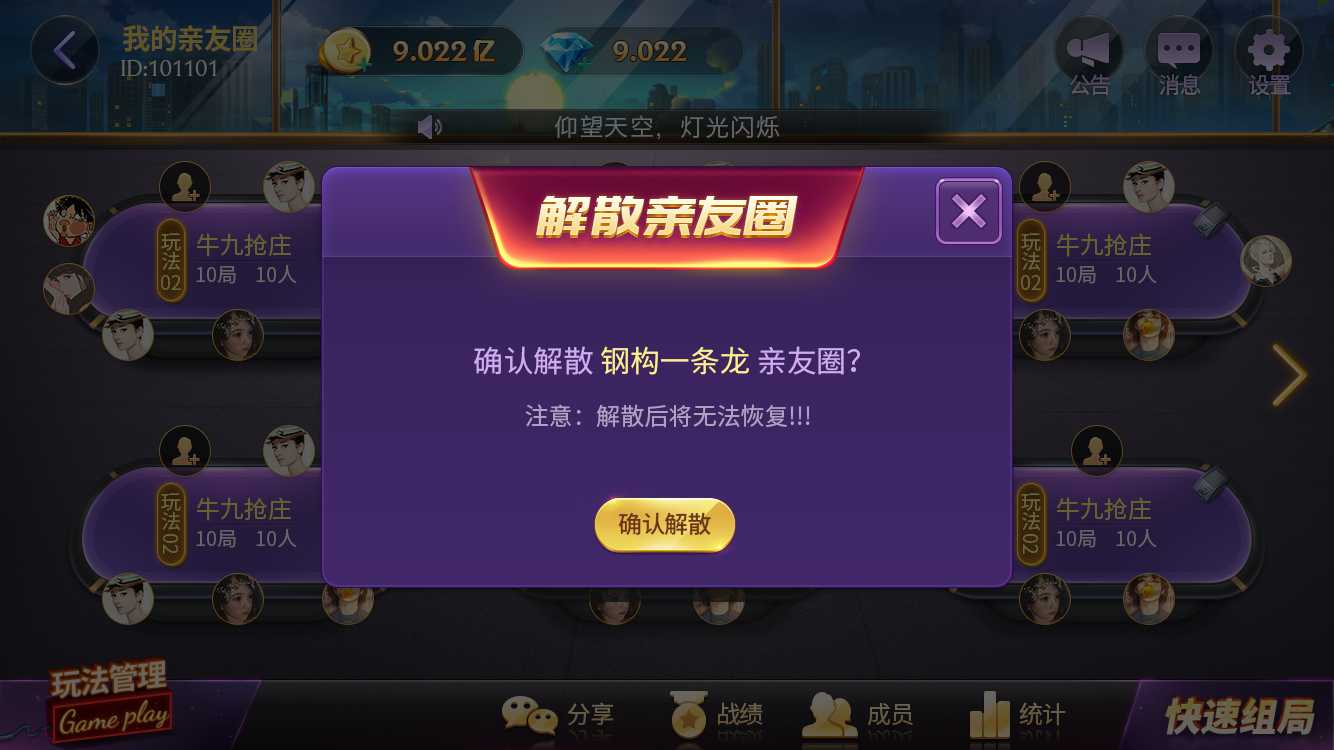 我的亲友圈
ID:101101
9.022亿
9.022
公告
消息
设置
仰望天空，灯光闪烁
解散亲友圈
玩法02
牛九抢庄
10局 10人
玩法02
牛九抢庄
10局 10人
确认解散 钢构一条龙 亲友圈？
注意：解散后将无法恢复!!!
确认解散
玩法02
牛九抢庄
10局 10人
玩法02
牛九抢庄
10局 10人
玩法管理
Game play
分享
战绩
成员
统计
快速组局